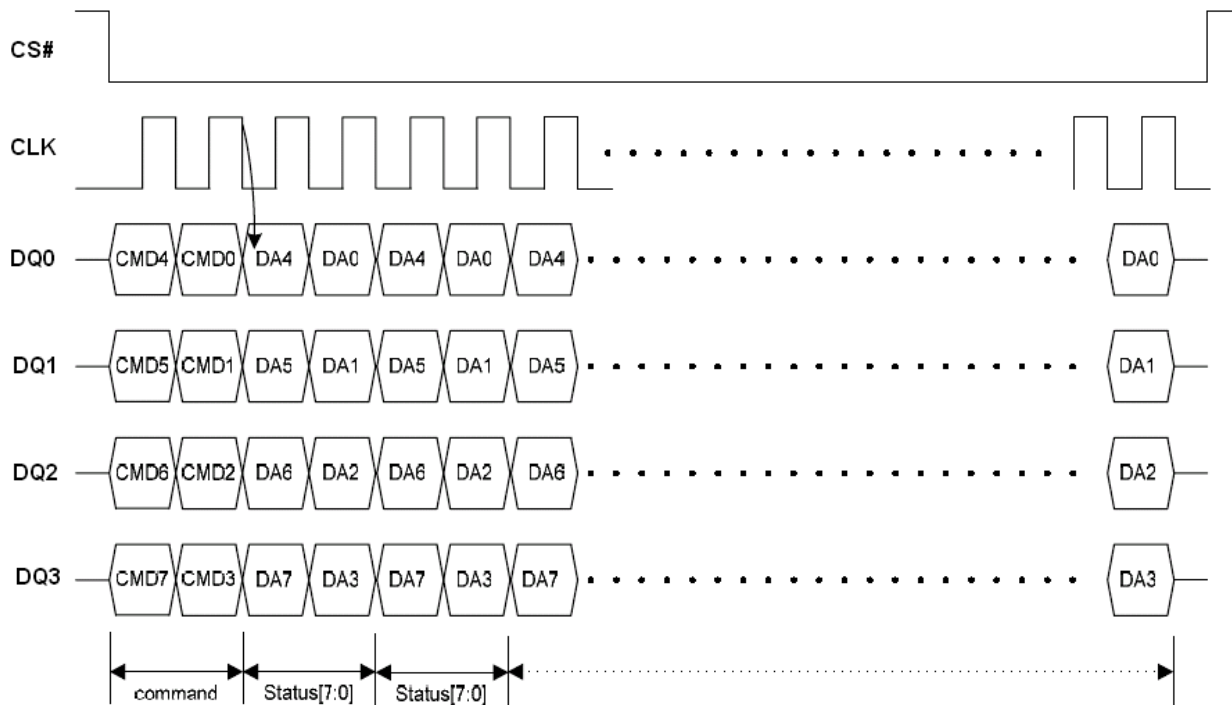 CS#
CLK
DQ0 CMD4 CMD0 DA4 DA0 DA4 DA0 DA4 DA0
DQ1 CMD5 CMD1 DA5 DA1 DA5 DA1 DA5 DA1
DQ2 CMD6 CMD2 DA6 DA2 DA6 DA2 DA6 DA2
DQ3 CMD7 CMD3 DA7 DA3 DA7 DA3 DA7 DA3
command Status[7:0] Status[7:0]